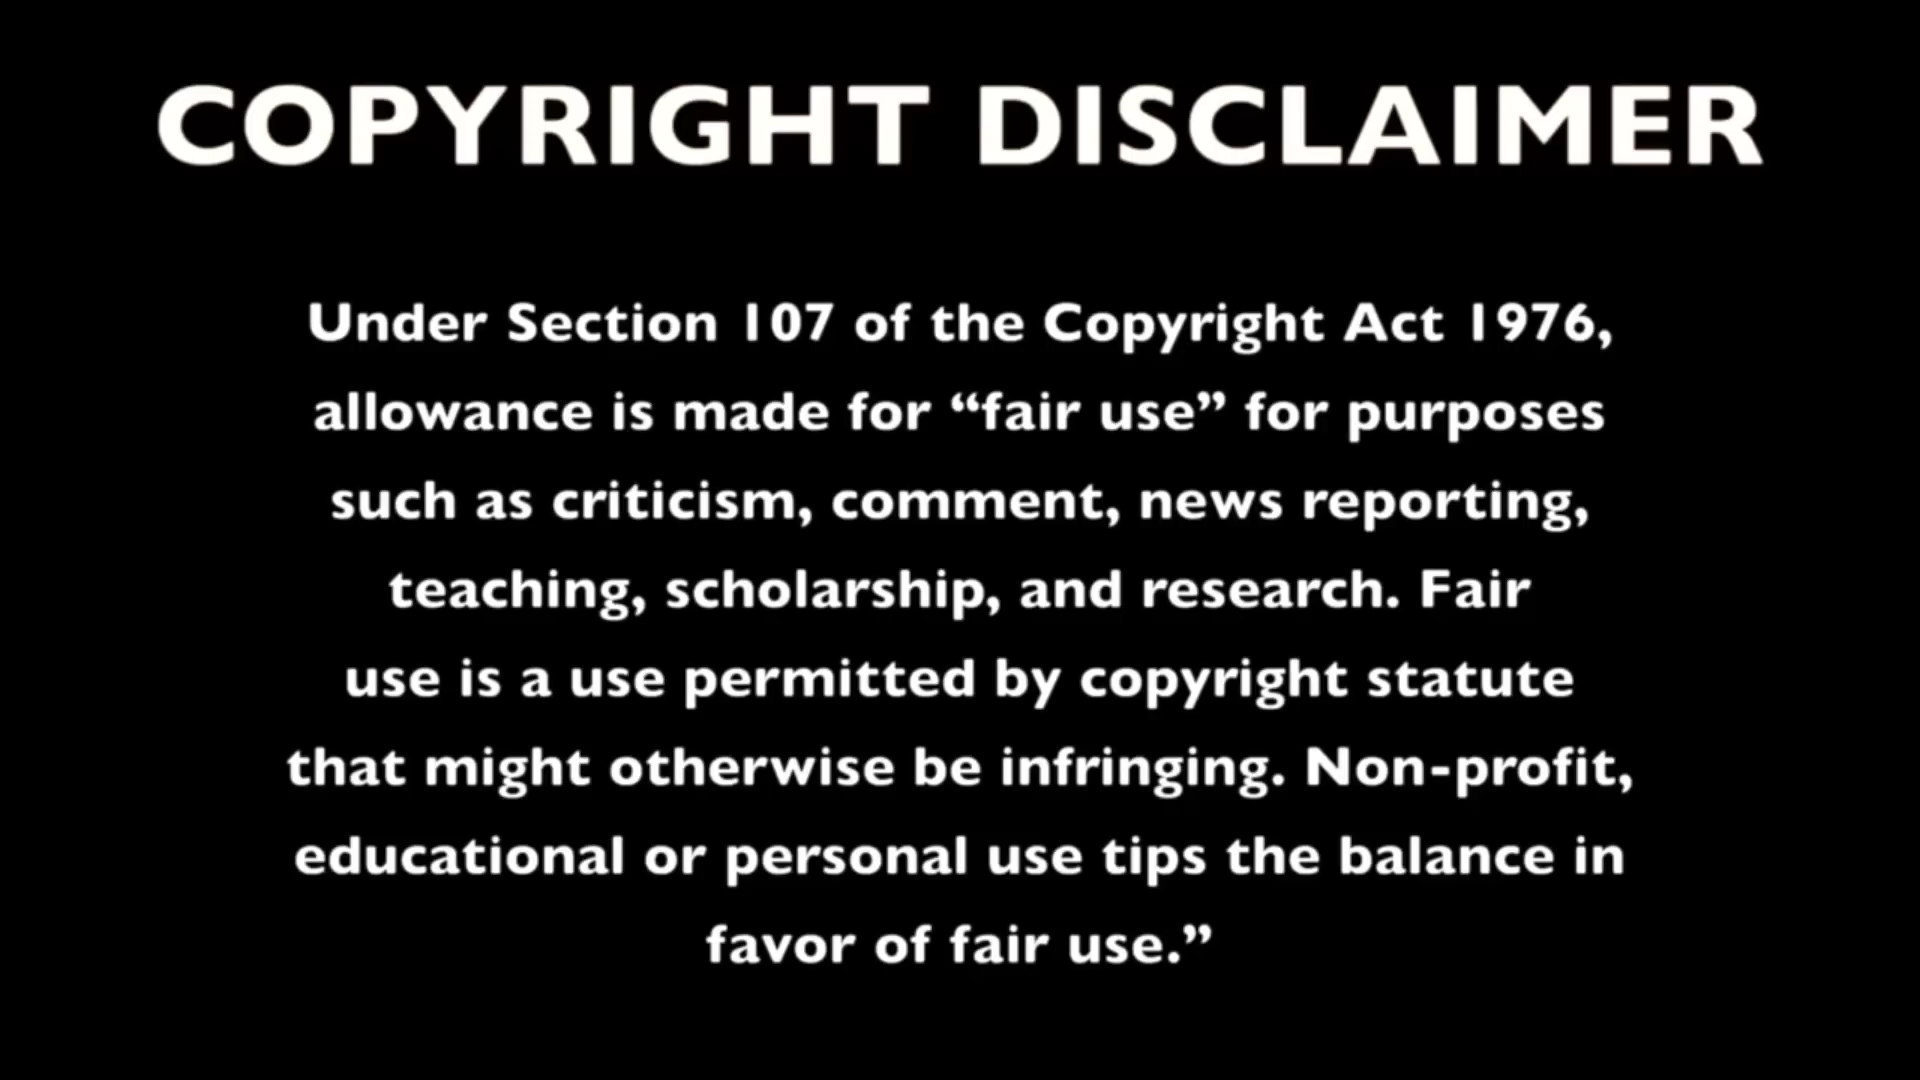 COPYRIGHT DISCLAIMER
Under Section 107 of the Copyright Act 1976,
allowance is made for “fair use” for purposes
such as criticism, comment, news reporting,
teaching, scholarship, and research. Fair
use is a use permitted by copyright statute
that might otherwise be infringing. Non-profit,
educational or personal use tips the balance in
favor of fair use.”